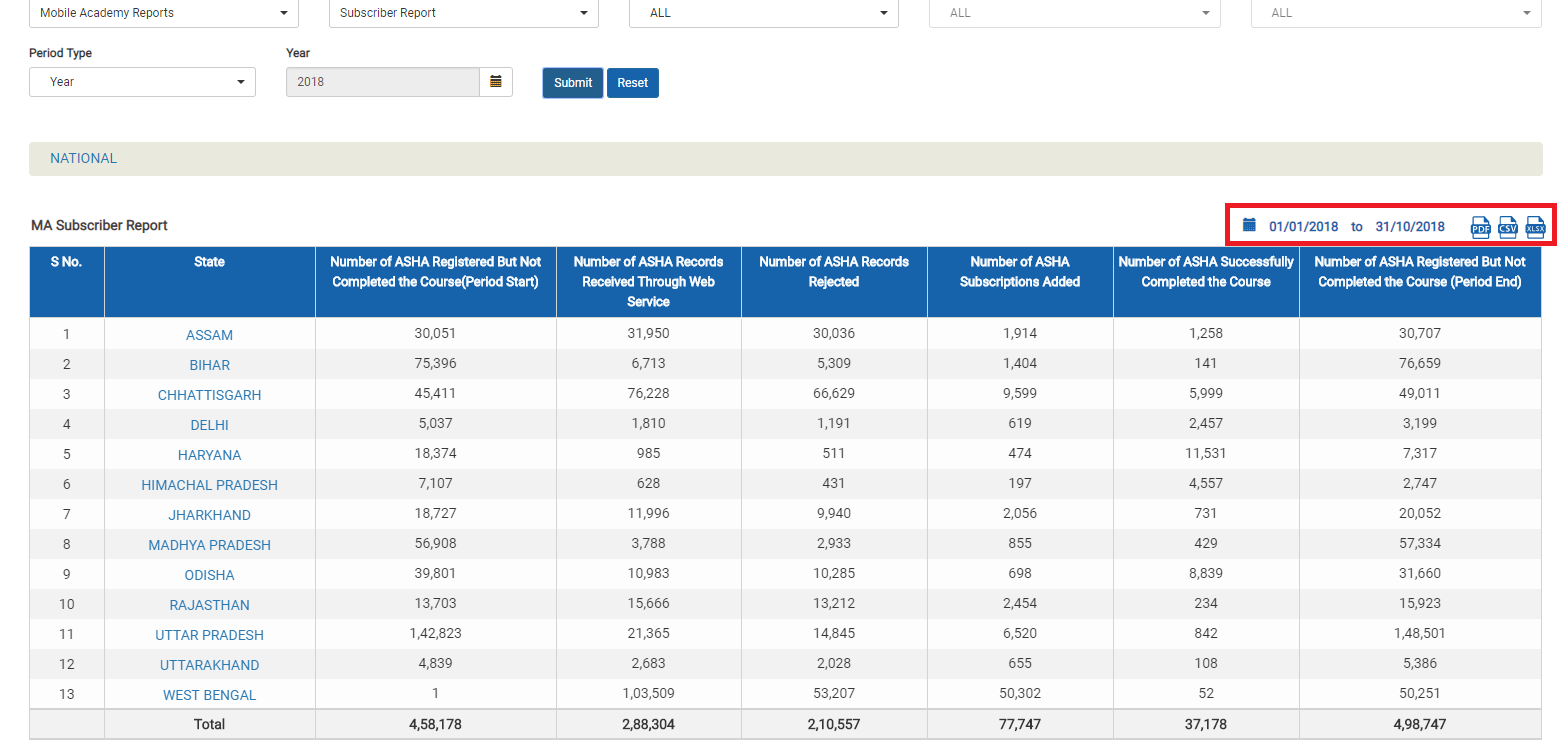 Mobile Academy Reports Subscriber Report ALL ALL ALL
Period Type Year
Year 2018 Submit Reset
NATIONAL
MA Subscriber Report 01/01/2018 to 31/10/2018 PDF CSV XLSX
S No. State Number of ASHA Registered But Not Completed the Course(Period Start) Number of ASHA Records Received Through Web Service Number of ASHA Records Rejected Number of ASHA Subscriptions Added Number of ASHA Successfully Completed the Course Number of ASHA Registered But Not Completed the Course (Period End)
1 ASSAM 30,051 31,950 30,036 1,914 1,258 30,707
2 BIHAR 75,396 6,713 5,309 1,404 141 76,659
3 CHHATTISGARH 45,411 76,228 66,629 9,599 5,999 49,011
4 DELHI 5,037 1,810 1,191 619 2,457 3,199
5 HARYANA 18,374 985 511 474 11,531 7,317
6 HIMACHAL PRADESH 7,107 628 431 197 4,557 2,747
7 JHARKHAND 18,727 11,996 9,940 2,056 731 20,052
8 MADHYA PRADESH 56,908 3,788 2,933 855 429 57,334
9 ODISHA 39,801 10,983 10,285 698 8,839 31,660
10 RAJASTHAN 13,703 15,666 13,212 2,454 234 15,923
11 UTTAR PRADESH 1,42,823 21,365 14,845 6,520 842 1,48,501
12 UTTARAKHAND 4,839 2,683 2,028 655 108 5,386
13 WEST BENGAL 1 1,03,509 53,207 50,302 52 50,251
Total 4,58,178 2,88,304 2,10,557 77,747 37,178 4,98,747